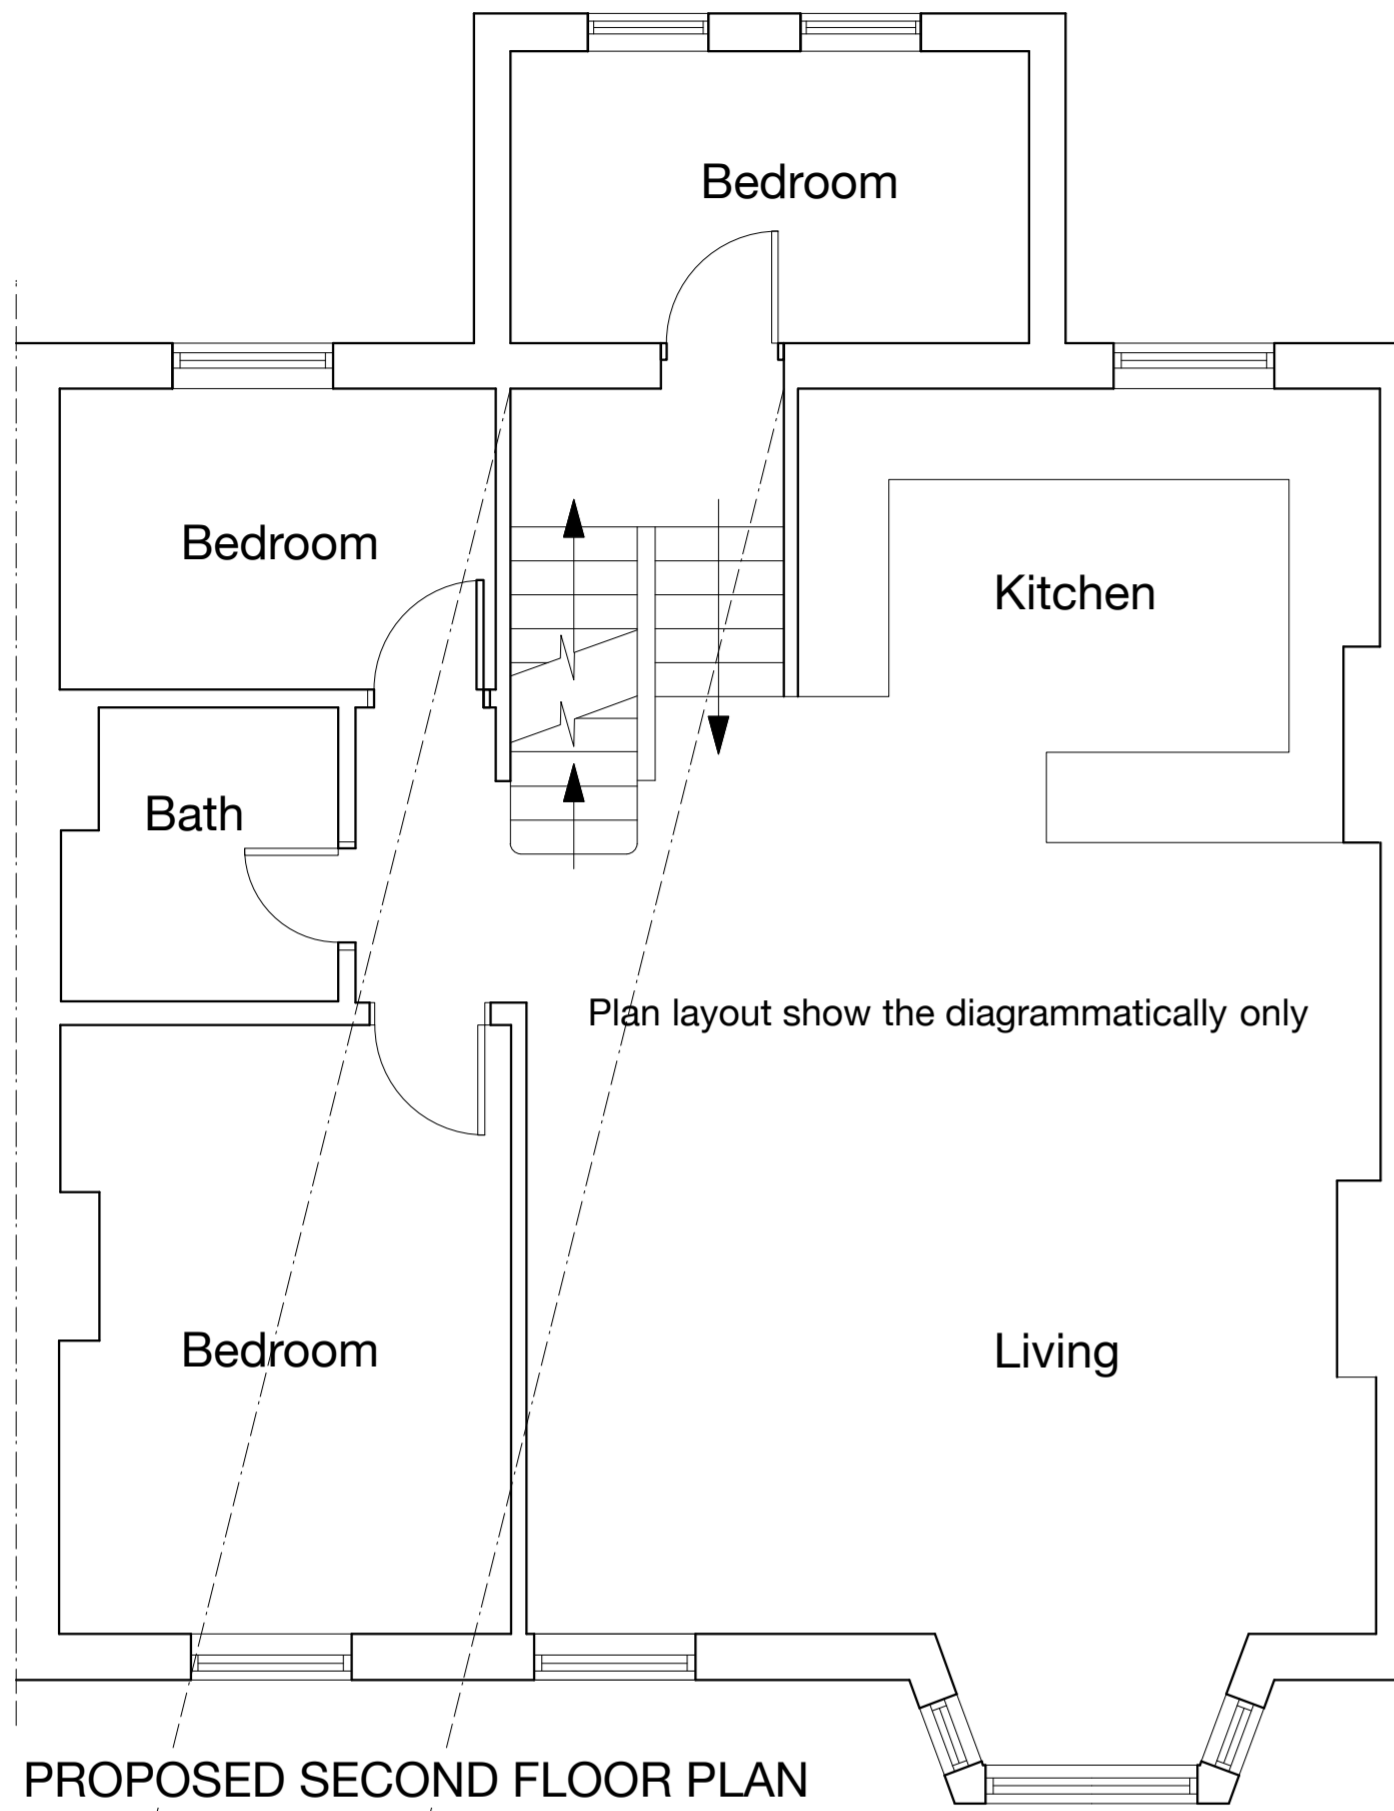 Bedroom
Bedroom
Kitchen
Bath
Plan layout show the diagrammatically only
Bedroom
Living
PROPOSED SECOND FLOOR PLAN